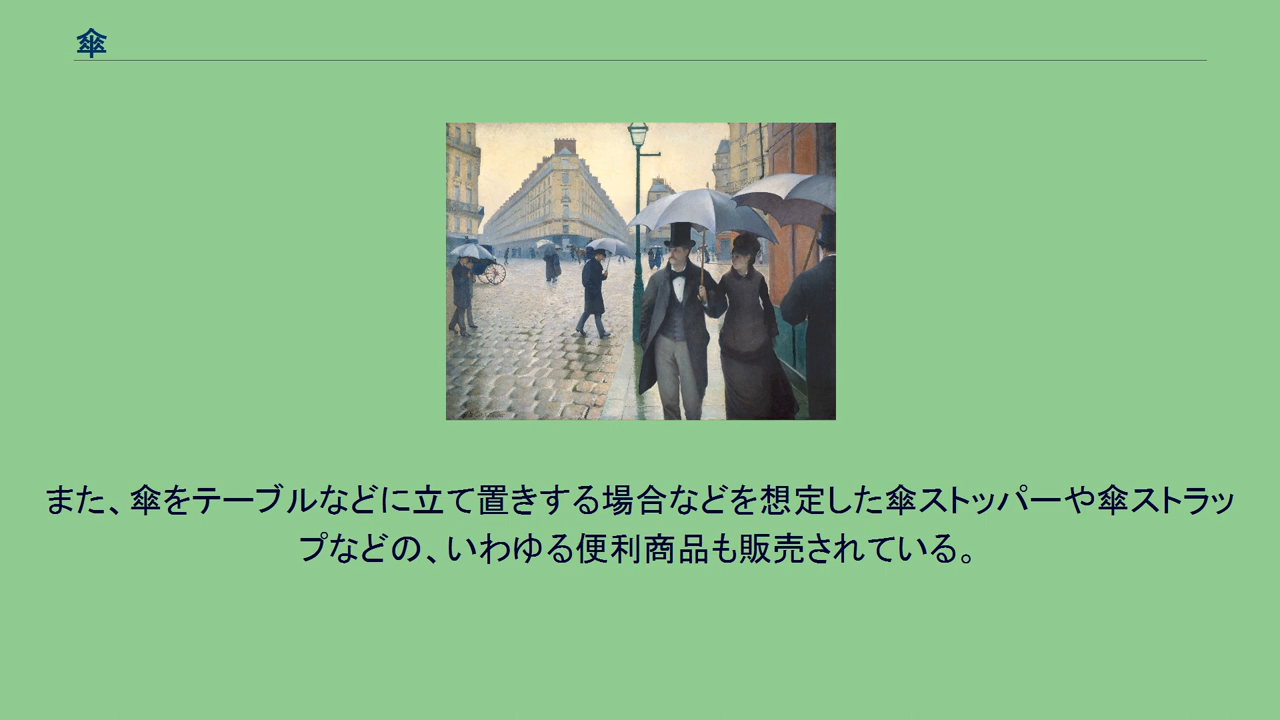 傘
また、傘をテーブルなどに立て置きする場合などを想定した傘ストッパーや傘ストラッ
プなどの、いわゆる便利商品も販売されている。